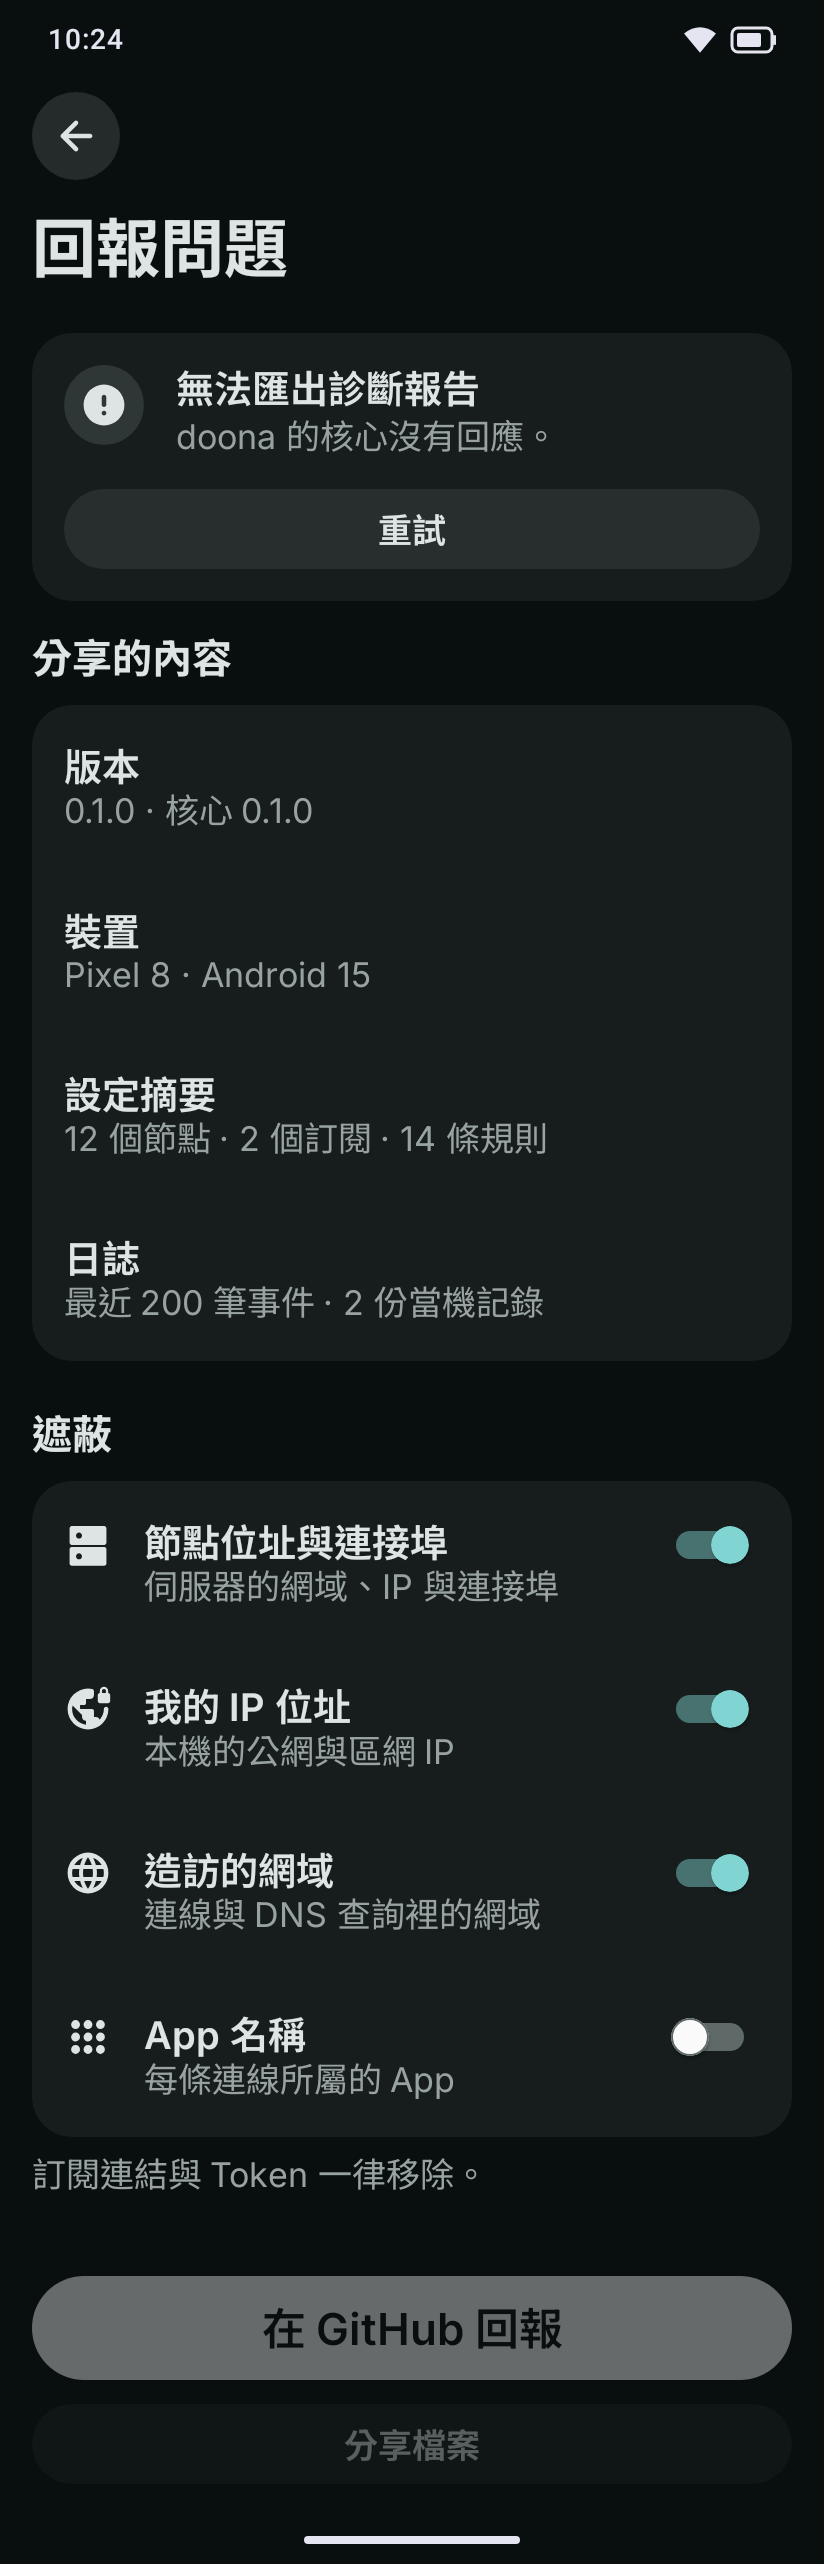 10:24
回報問題
無法匯出診斷報告
doona 的核心沒有回應。
重試
分享的內容
版本
0.1.0 · 核心 0.1.0
裝置
Pixel 8 · Android 15
設定摘要
12 個節點 · 2 個訂閱 · 14 條規則
日誌
最近 200 筆事件 · 2 份當機記錄
遮蔽
節點位址與連接埠
伺服器的網域、IP 與連接埠
我的 IP 位址
本機的公網與區網 IP
造訪的網域
連線與 DNS 查詢裡的網域
App 名稱
每條連線所屬的 App
訂閱連結與 Token 一律移除。
在 GitHub 回報
分享檔案